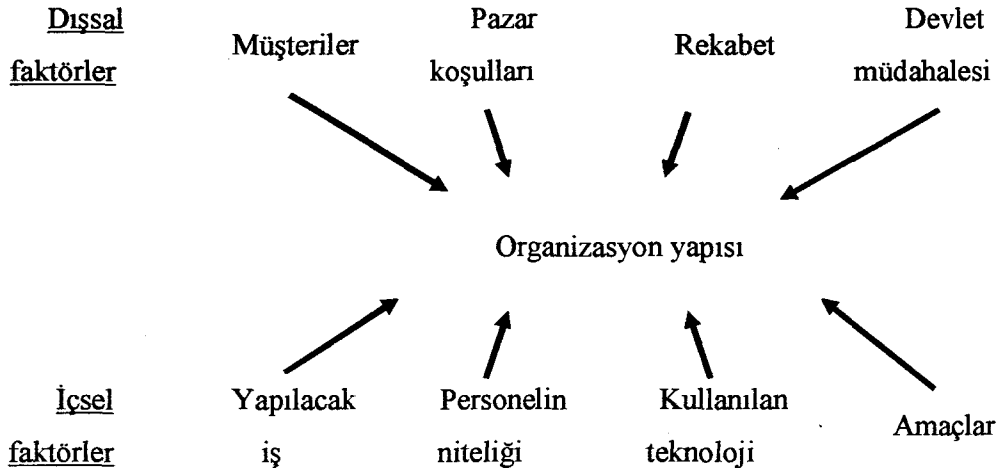 Dışsal faktörler
Müşteriler
Pazar koşulları
Rekabet
Devlet müdahalesi
Organizasyon yapısı
İçsel faktörler
Yapılacak iş
Personelin niteliği
Kullanılan teknoloji
Amaçlar